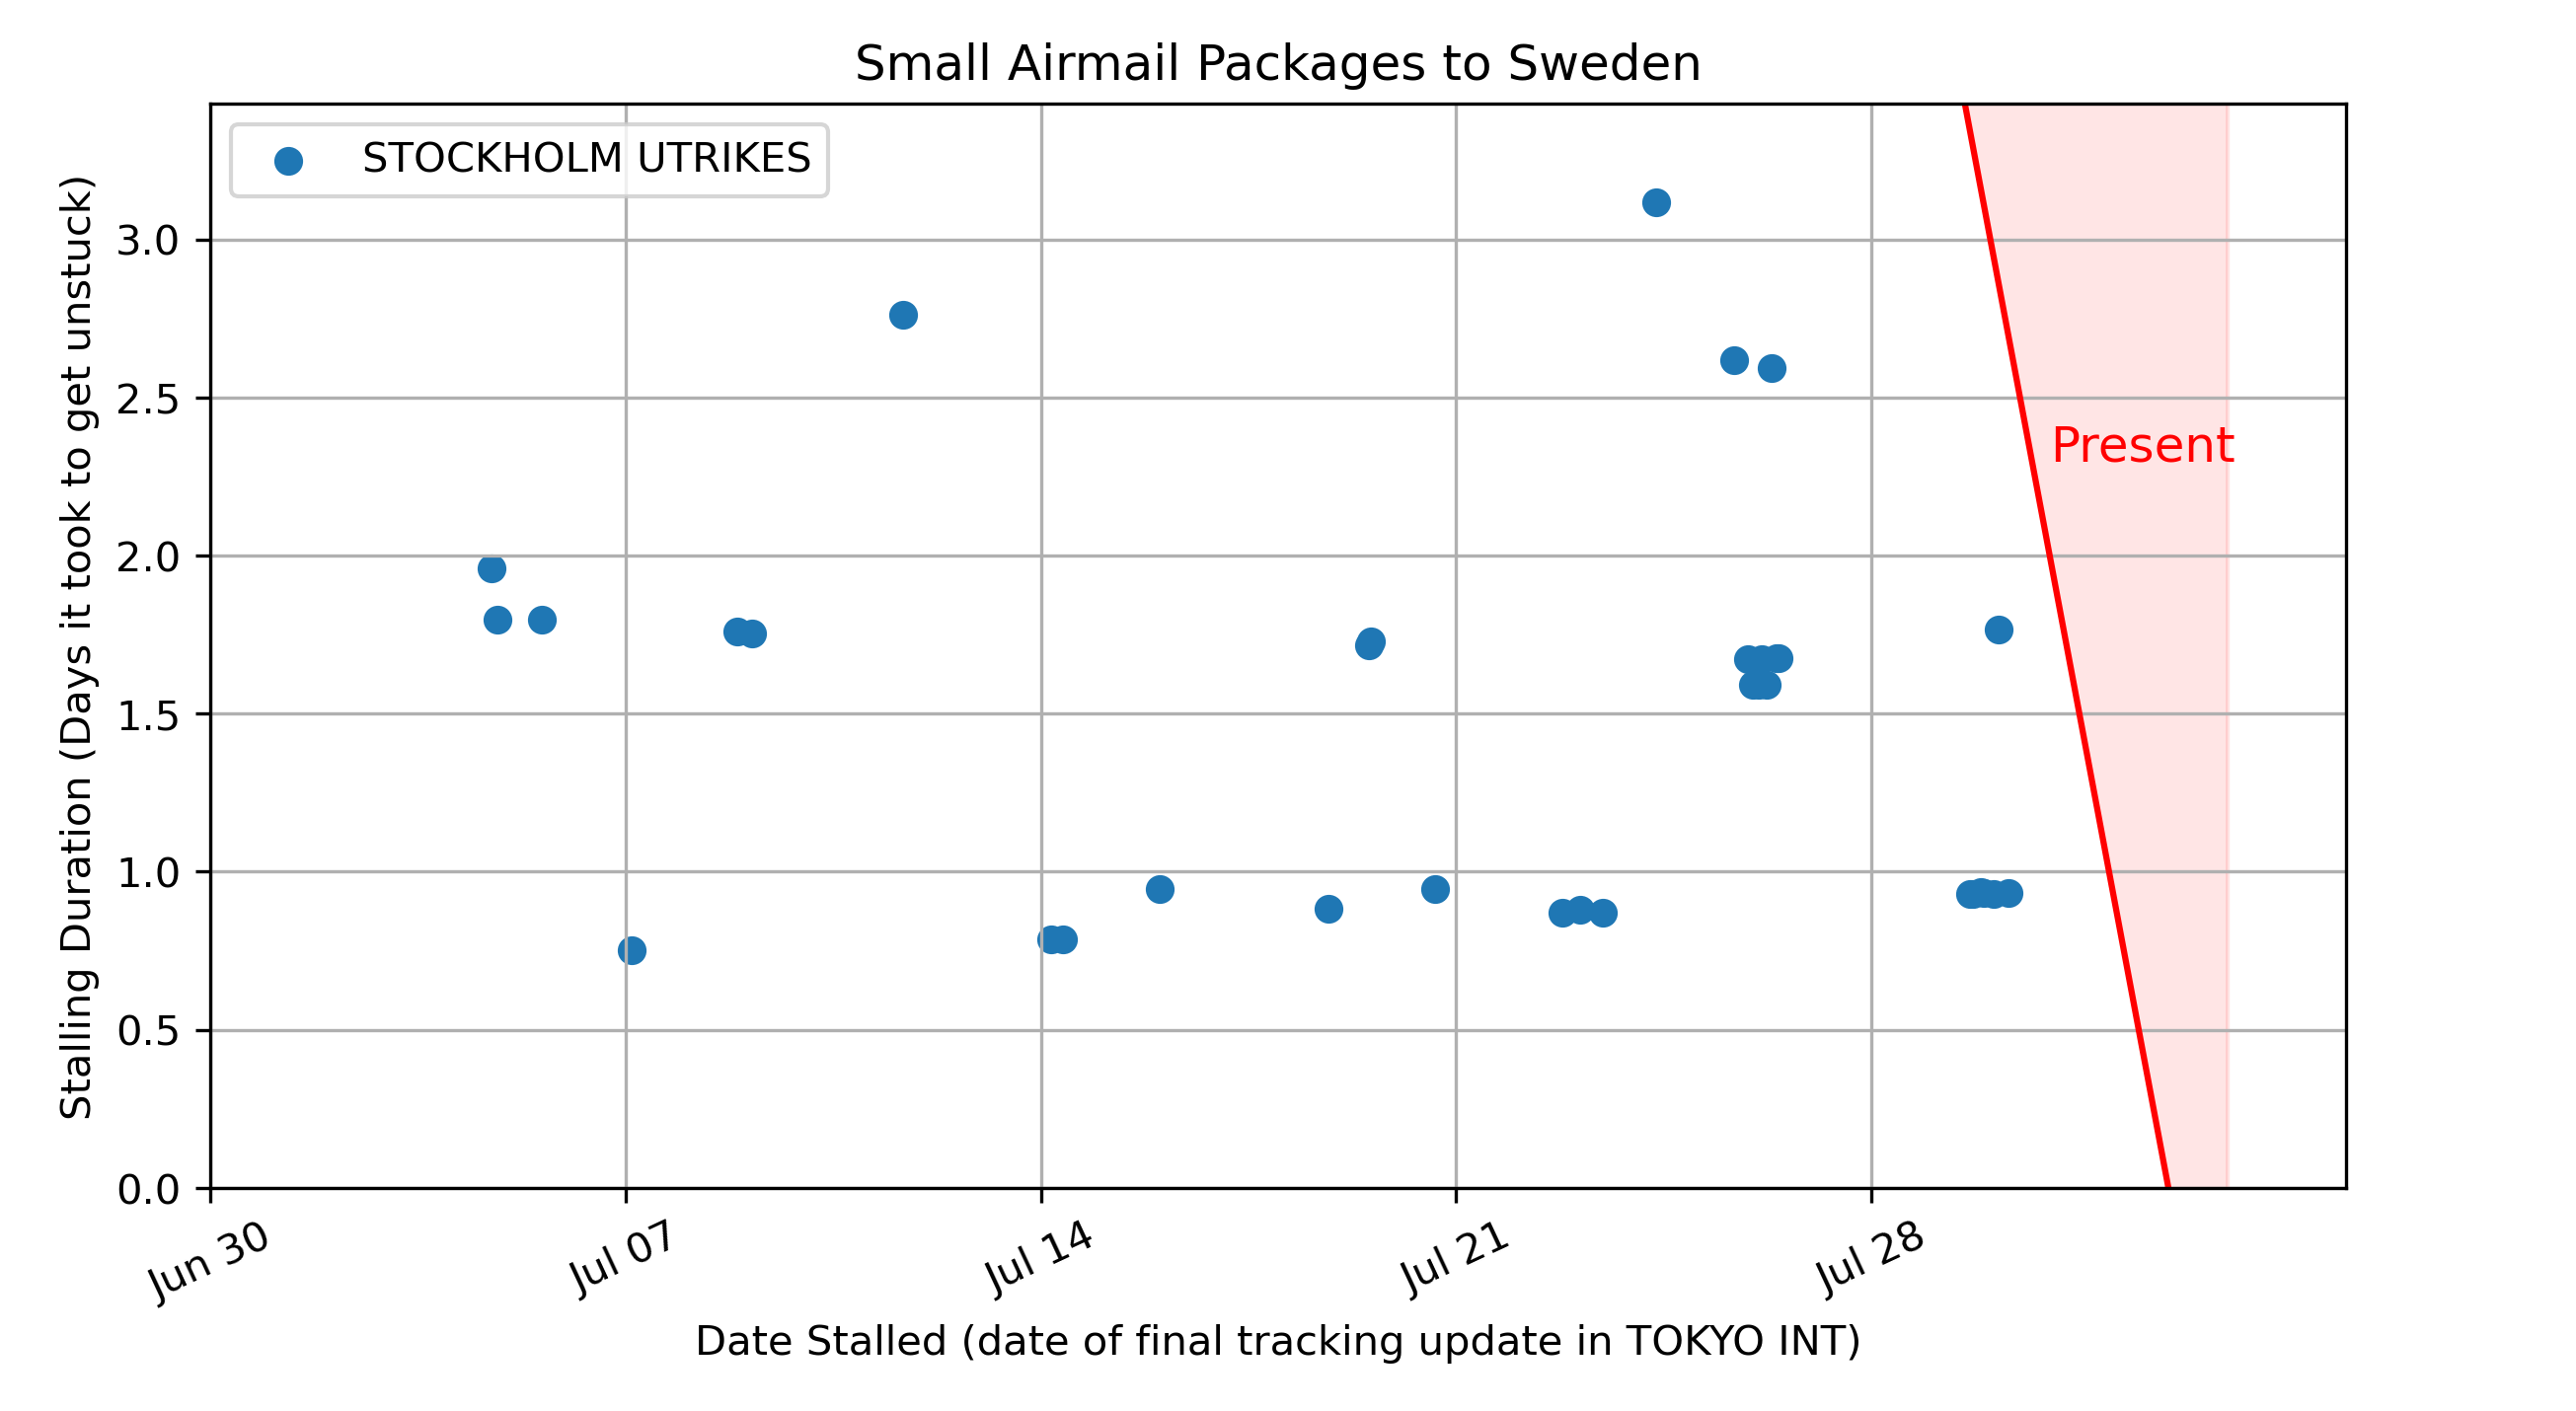 Small Airmail Packages to Sweden
STOCKHOLM UTRIKES
Stalling Duration (Days it took to get unstuck)
3.0
2.5
2.0
1.5
1.0
0.5
0.0
Present
Jun 30
Jul 07
Jul 14
Jul 21
Jul 28
Date Stalled (date of final tracking update in TOKYO INT)